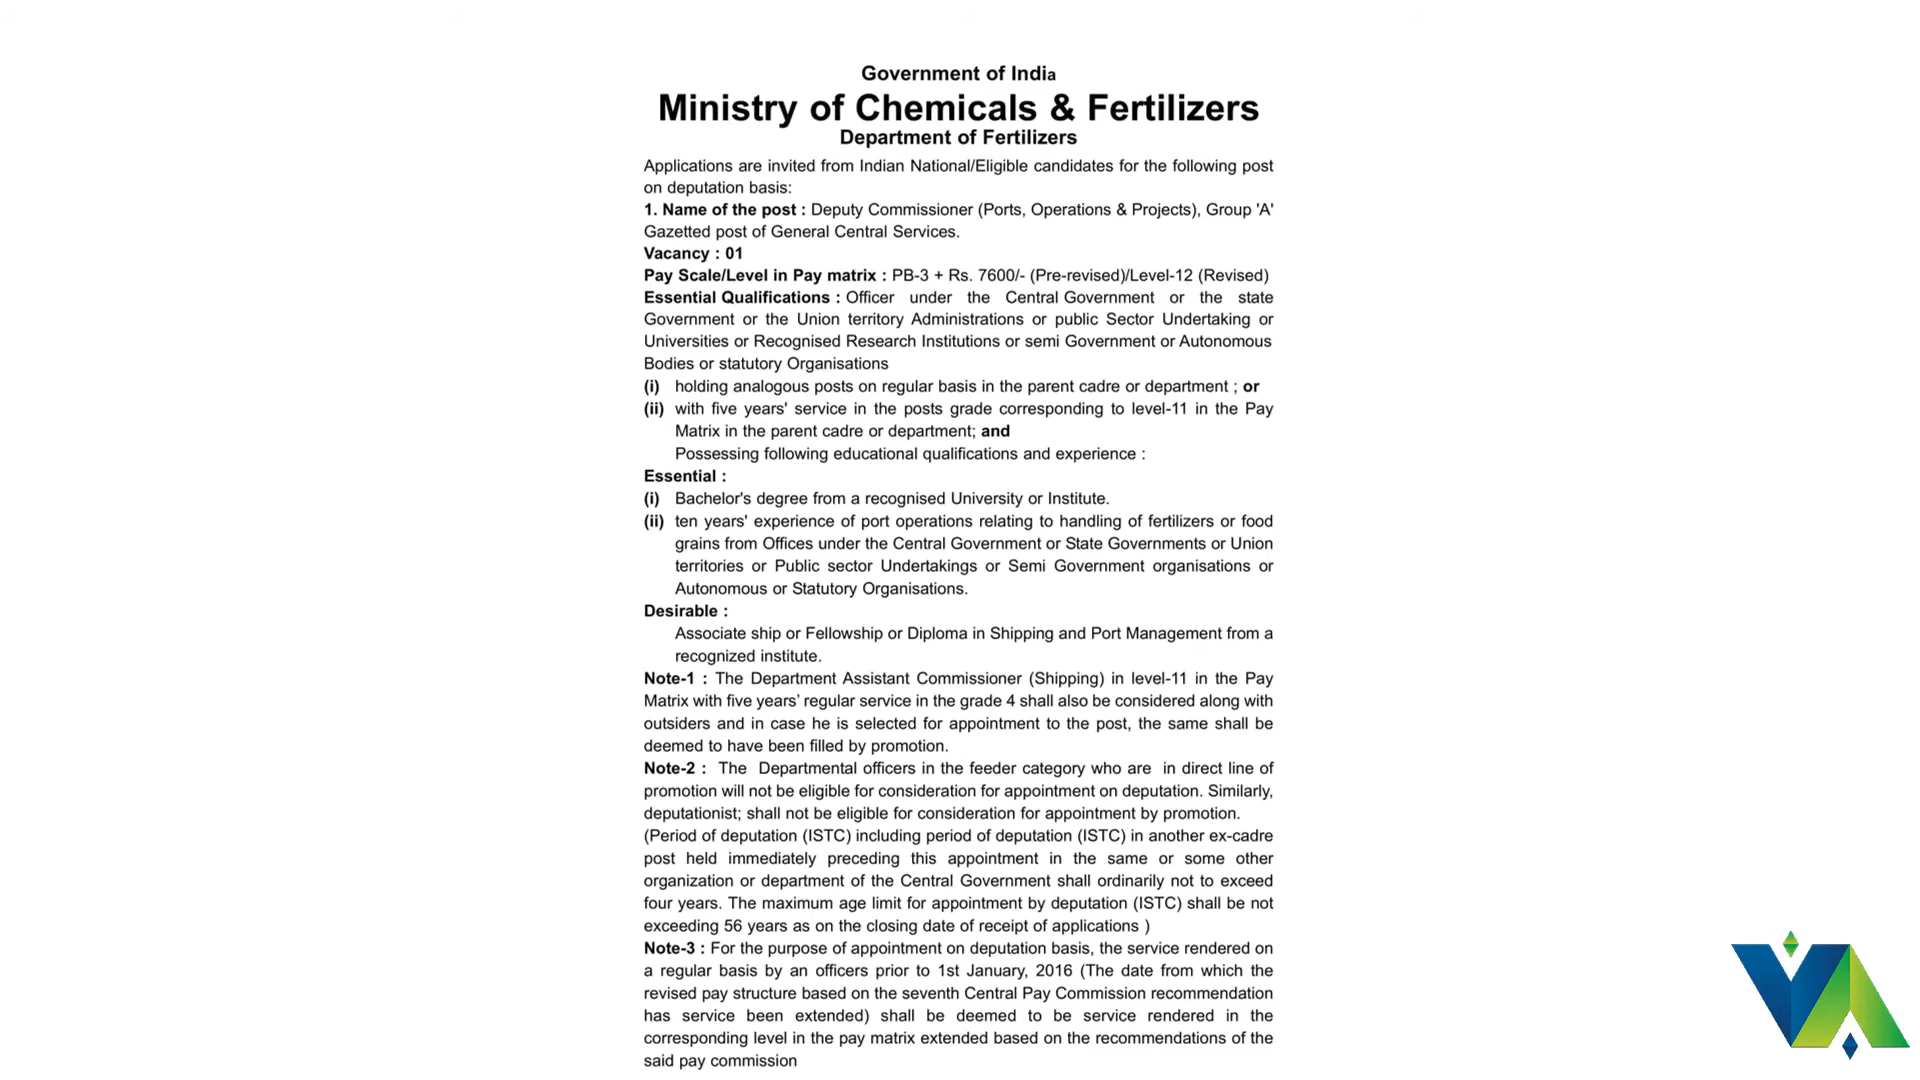 Government of India
Ministry of Chemicals & Fertilizers
Department of Fertilizers
Applications are invited from Indian National/Eligible candidates for the following post
on deputation basis:
1. Name of the post : Deputy Commissioner (Ports, Operations & Projects), Group 'A'
Gazetted post of General Central Services.
Vacancy : 01
Pay Scale/Level in Pay matrix : PB-3 + Rs. 7600/- (Pre-revised)/Level-12 (Revised)
Essential Qualifications : Officer under the Central Government or the state
Government or the Union territory Administrations or public Sector Undertaking or
Universities or Recognised Research Institutions or semi Government or Autonomous
Bodies or statutory Organisations
(i) holding analogous posts on regular basis in the parent cadre or department ; or
(ii) with five years' service in the posts grade corresponding to level-11 in the Pay
Matrix in the parent cadre or department; and
Possessing following educational qualifications and experience :
Essential :
(i) Bachelor's degree from a recognised University or Institute.
(ii) ten years' experience of port operations relating to handling of fertilizers or food
grains from Offices under the Central Government or State Governments or Union
territories or Public sector Undertakings or Semi Government organisations or
Autonomous or Statutory Organisations.
Desirable :
Associate ship or Fellowship or Diploma in Shipping and Port Management from a
recognized institute.
Note-1 : The Department Assistant Commissioner (Shipping) in level-11 in the Pay
Matrix with five years' regular service in the grade 4 shall also be considered along with
outsiders and in case he is selected for appointment to the post, the same shall be
deemed to have been filled by promotion.
Note-2 : The Departmental officers in the feeder category who are in direct line of
promotion will not be eligible for consideration for appointment on deputation. Similarly,
deputationist; shall not be eligible for consideration for appointment by promotion.
(Period of deputation (ISTC) including period of deputation (ISTC) in another ex-cadre
post held immediately preceding this appointment in the same or some other
organization or department of the Central Government shall ordinarily not to exceed
four years. The maximum age limit for appointment by deputation (ISTC) shall be not
exceeding 56 years as on the closing date of receipt of applications )
Note-3 : For the purpose of appointment on deputation basis, the service rendered on
a regular basis by an officers prior to 1st January, 2016 (The date from which the
revised pay structure based on the seventh Central Pay Commission recommendation
has service been extended) shall be deemed to be service rendered in the
corresponding level in the pay matrix extended based on the recommendations of the
said pay commission